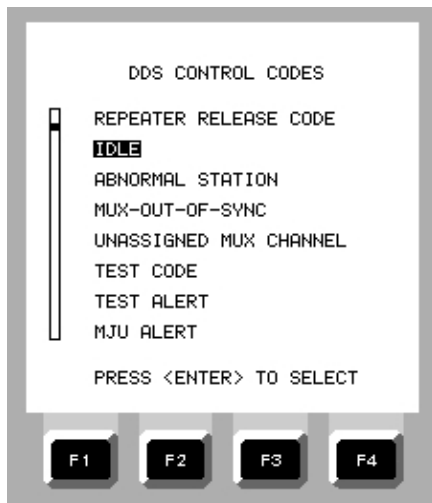 DDS CONTROL CODES
REPEATER RELEASE CODE
IDLE
ABNORMAL STATION
MUX-OUT-OF-SYNC
UNASSIGNED MUX CHANNEL
TEST CODE
TEST ALERT
MJU ALERT
PRESS <ENTER> TO SELECT
F1 F2 F3 F4